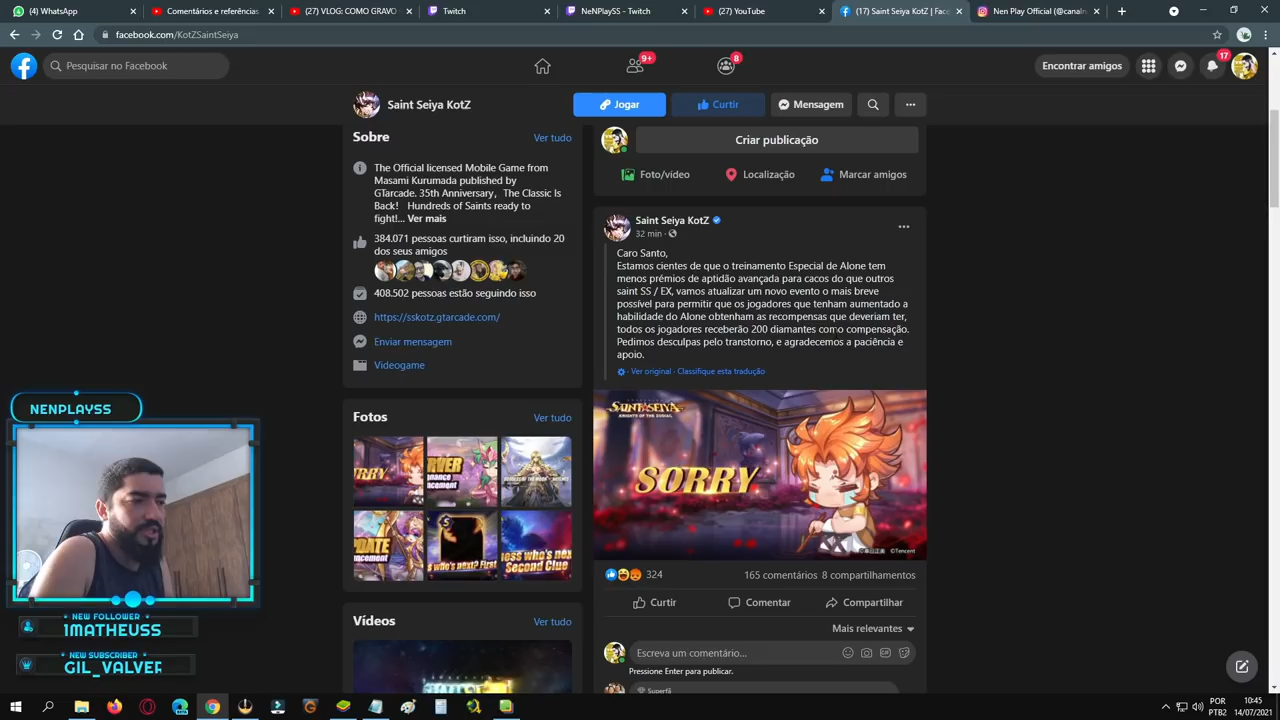 (4) WhatsApp
Comentários e referências
(27) VLOG: COMO GRAVO
Twitch
NeNPlaySS - Twitch
(27) YouTube
(17) Saint Seiya KotZ | Fac
Nen Play Official (@canaln
facebook.com/KotZSaintSeiya
Pesquisar no Facebook
9+
8
Encontrar amigos
17
Saint Seiya KotZ
Jogar
Curtir
Mensagem
Sobre
Ver tudo
The Official licensed Mobile Game from
Masami Kurumada published by
GTarcade. 35th Anniversary, The Classic Is
Back! Hundreds of Saints ready to
fight!... Ver mais
384.071 pessoas curtiram isso, incluindo 20
dos seus amigos
408.502 pessoas estão seguindo isso
https://sskotz.gtarcade.com/
Enviar mensagem
Videogame
Fotos
Ver tudo
Vídeos
Ver tudo
Criar publicação
Foto/vídeo
Localização
Marcar amigos
Saint Seiya KotZ
32 min
Caro Santo,
Estamos cientes de que o treinamento Especial de Alone tem
menos prémios de aptidão avançada para cacos do que outros
saint SS / EX, vamos atualizar um novo evento o mais breve
possível para permitir que os jogadores que tenham aumentado a
habilidade do Alone obtenham as recompensas que deveriam ter,
todos os jogadores receberão 200 diamantes como compensação.
Pedimos desculpas pelo transtorno, e agradecemos a paciência e
apoio.
Ver original · Classifique esta tradução
SAINT SEIYA
KNIGHTS OF THE ZODIAC
SORRY
©Tencent
324
165 comentários 8 compartilhamentos
Curtir
Comentar
Compartilhar
Mais relevantes
Escreva um comentário...
Pressione Enter para publicar.
Superfã
NENPLAYSS
NEW FOLLOWER
1MATHEUSS
NEW SUBSCRIBER
GIL_VALVER
POR
PTB2
10:45
14/07/2021